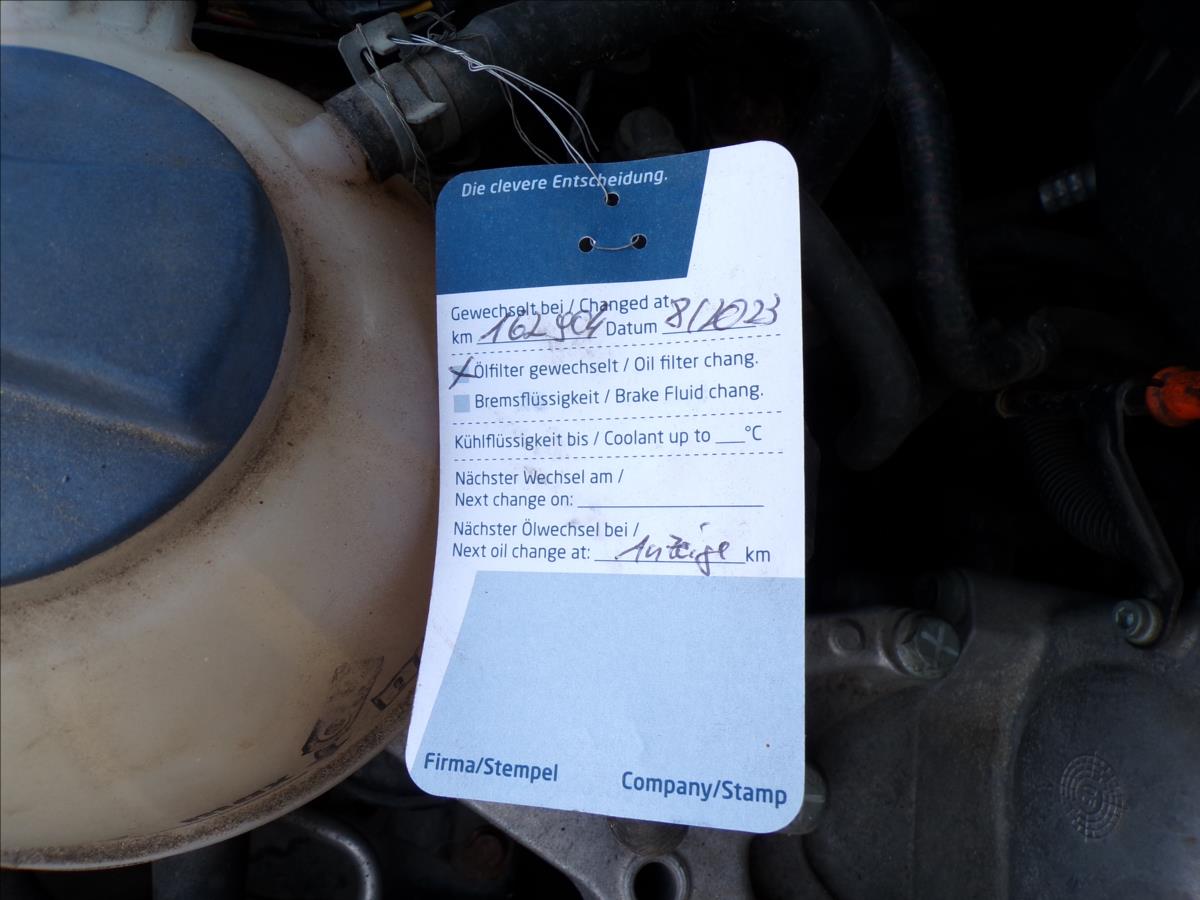 Die clevere Entscheidung.
Gewechselt bei / Changed at
km 162 904 Datum 8/2023
Ölfilter gewechselt / Oil filter chang.
Bremsflüssigkeit / Brake Fluid chang.
Kühlflüssigkeit bis / Coolant up to ___°C
Nächster Wechsel am /
Next change on:
Nächster Ölwechsel bei /
Next oil change at: Anzeige km
Firma/Stempel
Company/Stamp